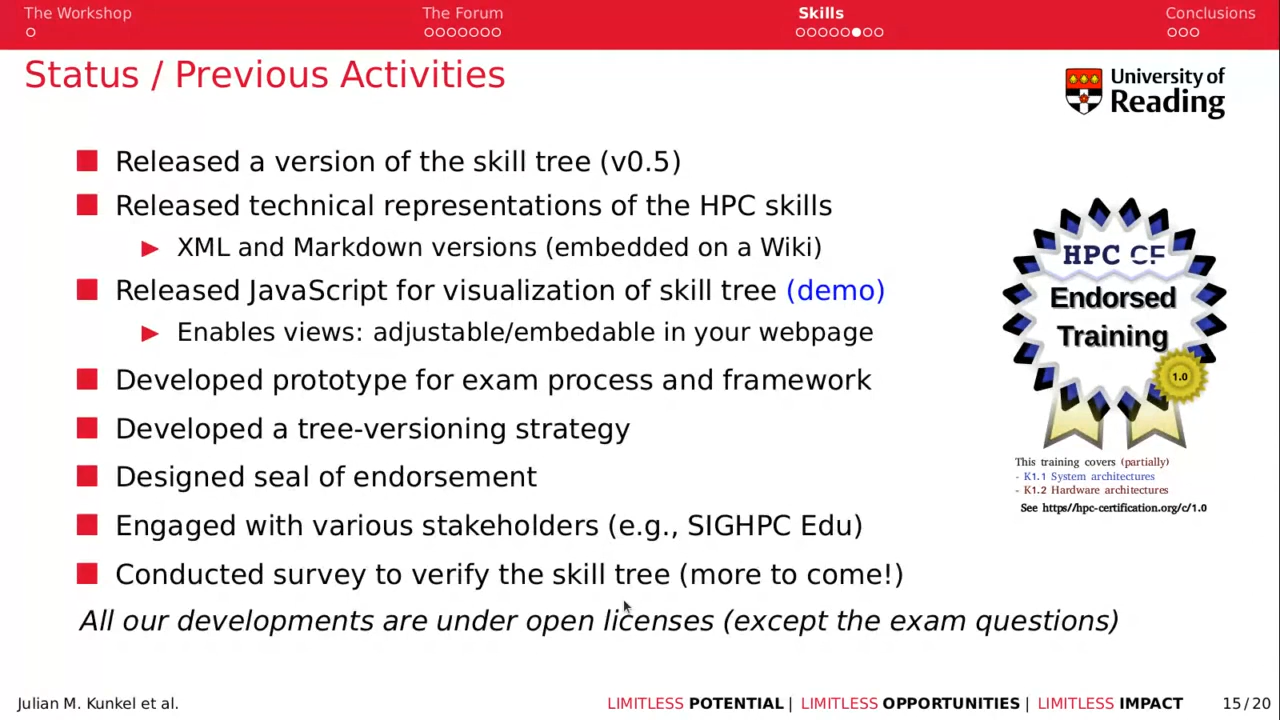 The Workshop
The Forum
Skills
Conclusions
Status / Previous Activities
University of
Reading
Released a version of the skill tree (v0.5)
Released technical representations of the HPC skills
XML and Markdown versions (embedded on a Wiki)
Released JavaScript for visualization of skill tree (demo)
Enables views: adjustable/embedable in your webpage
Developed prototype for exam process and framework
Developed a tree-versioning strategy
Designed seal of endorsement
Engaged with various stakeholders (e.g., SIGHPC Edu)
Conducted survey to verify the skill tree (more to come!)
All our developments are under open licenses (except the exam questions)
HPC CF
Endorsed
Training
1.0
This training covers (partially)
- K1.1 System architectures
- K1.2 Hardware architectures
See https//hpc-certification.org/c/1.0
Julian M. Kunkel et al.
LIMITLESS POTENTIAL | LIMITLESS OPPORTUNITIES | LIMITLESS IMPACT
15 / 20